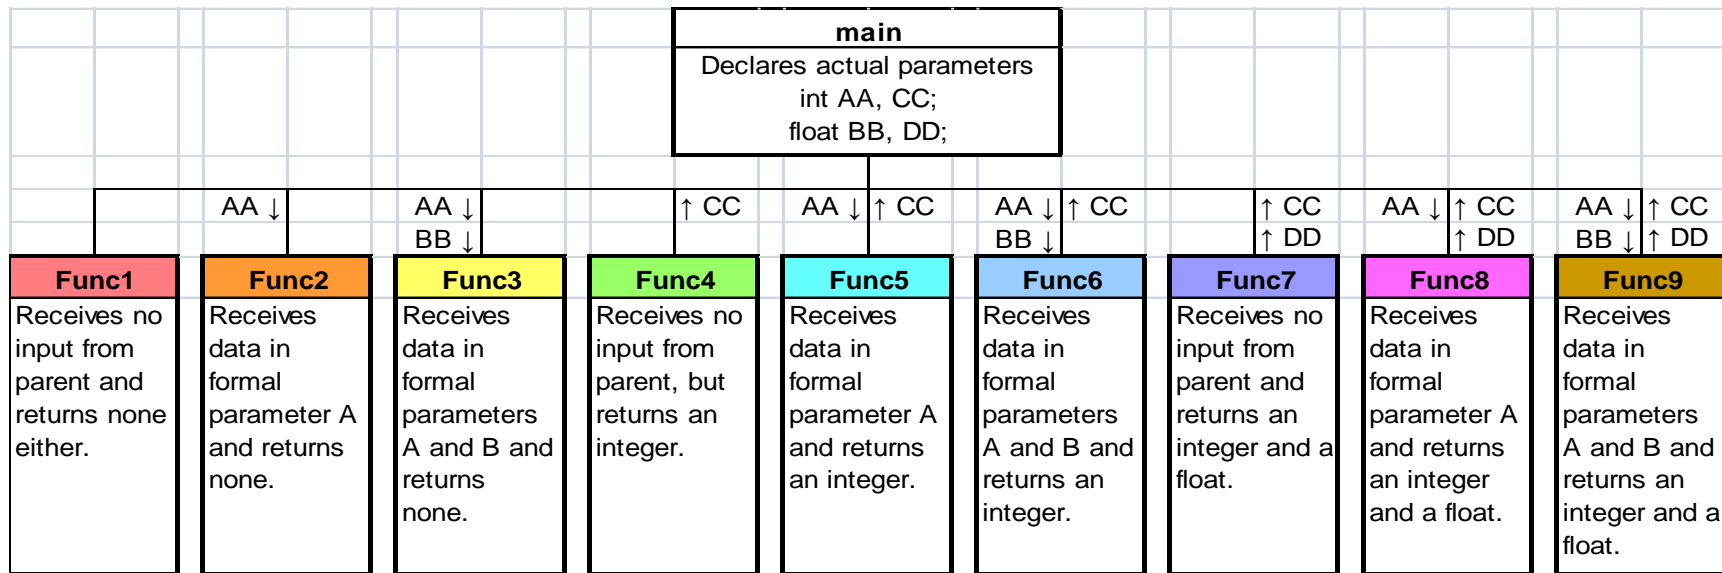 main
Declares actual parameters
int AA, CC;
float BB, DD;
AA ↓
AA ↓
BB ↓
↑ CC
AA ↓ ↑ CC
AA ↓ ↑ CC
BB ↓
↑ CC
↑ DD
AA ↓ ↑ CC
↑ DD
AA ↓ ↑ CC
BB ↓ ↑ DD
Func1
Receives no
input from
parent and
returns none
either.
Func2
Receives
data in
formal
parameter A
and returns
none.
Func3
Receives
data in
formal
parameters
A and B and
returns
none.
Func4
Receives no
input from
parent, but
returns an
integer.
Func5
Receives
data in
formal
parameter A
and returns
an integer.
Func6
Receives
data in
formal
parameters
A and B and
returns an
integer.
Func7
Receives no
input from
parent and
returns an
integer and a
float.
Func8
Receives
data in
formal
parameter A
and returns
an integer
and a float.
Func9
Receives
data in
formal
parameters
A and B and
returns an
integer and a
float.